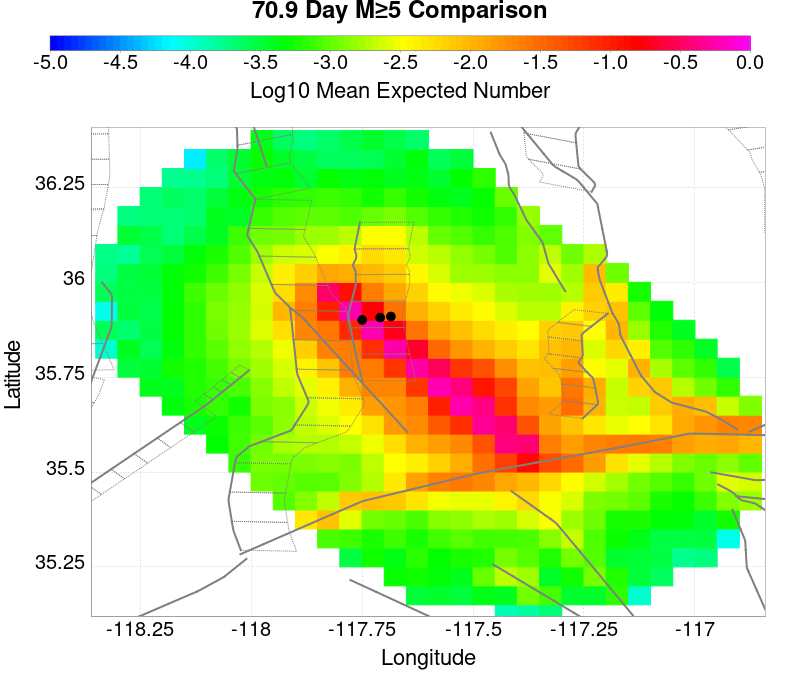 70.9 Day M≥5 Comparison
-5.0 -4.5 -4.0 -3.5 -3.0 -2.5 -2.0 -1.5 -1.0 -0.5 0.0
Log10 Mean Expected Number
36.25
36
35.75
35.5
35.25
Latitude
-118.25 -118 -117.75 -117.5 -117.25 -117
Longitude